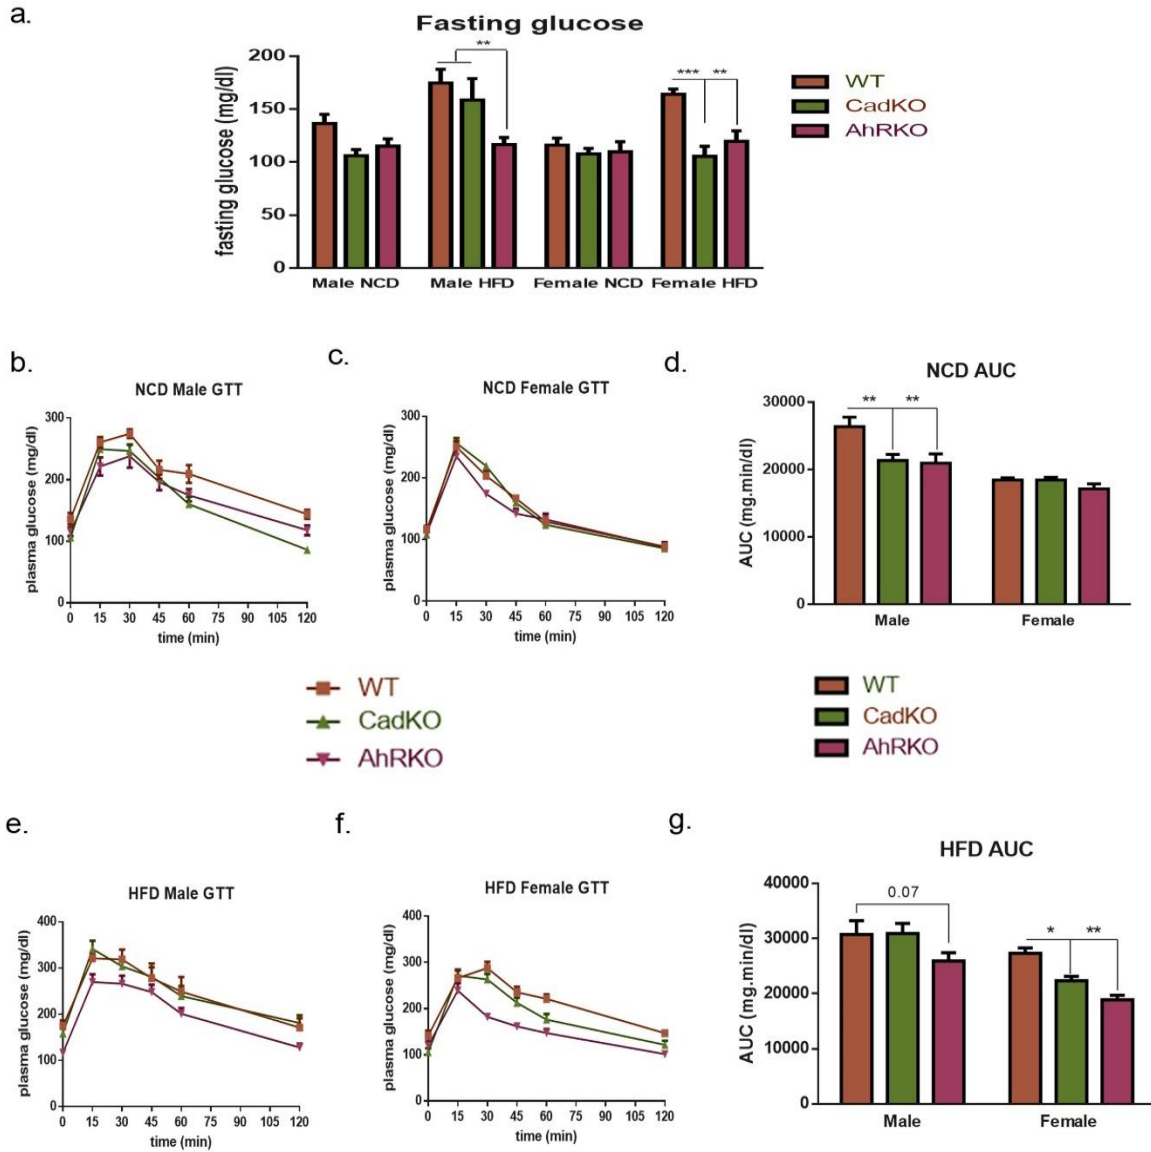 a.
Fasting glucose
fasting glucose (mg/dl)
200
150
100
50
0
**
*** **
Male NCD Male HFD Female NCD Female HFD
WT
CadKO
AhRKO
b.
NCD Male GTT
plasma glucose (mg/dl)
300
200
100
0
0 15 30 45 60 75 90 105 120
time (min)
c.
NCD Female GTT
plasma glucose (mg/dl)
300
200
100
0
0 15 30 45 60 75 90 105 120
time (min)
d.
NCD AUC
AUC (mg.min/dl)
30000
20000
10000
0
** **
Male Female
WT
CadKO
AhRKO
WT
CadKO
AhRKO
e.
HFD Male GTT
plasma glucose (mg/dl)
400
300
200
100
0
0 15 30 45 60 75 90 105 120
time (min)
f.
HFD Female GTT
plasma glucose (mg/dl)
400
300
200
100
0
0 15 30 45 60 75 90 105 120
time (min)
g.
HFD AUC
AUC (mg.min/dl)
40000
30000
20000
10000
0
0.07
* **
Male Female